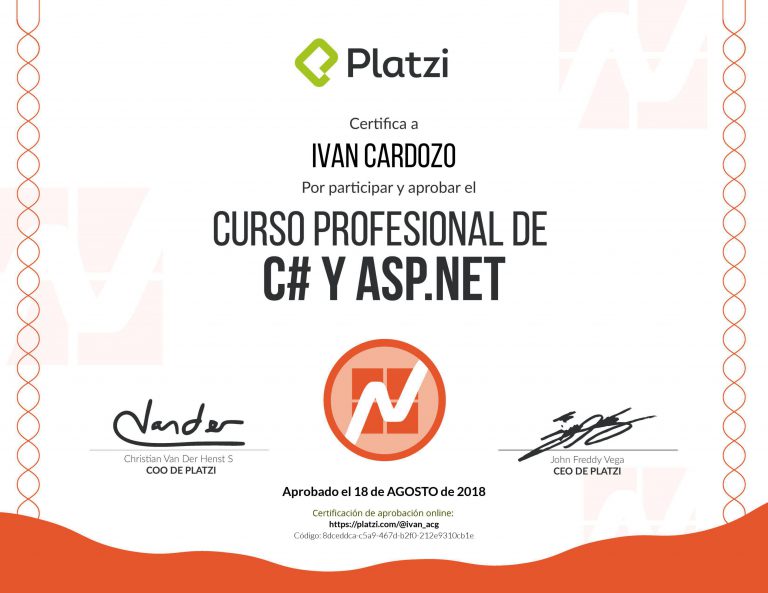 Platzi
Certifica a
IVAN CARDOZO
Por participar y aprobar el
CURSO PROFESIONAL DE
C# Y ASP.NET
Vander
Christian Van Der Henst S
COO DE PLATZI
John Freddy Vega
CEO DE PLATZI
Aprobado el 18 de AGOSTO de 2018
Certificación de aprobación online:
https://platzi.com/@ivan_acg
Código: 8dceddca-c5a9-467d-b2f0-212e9310cb1e